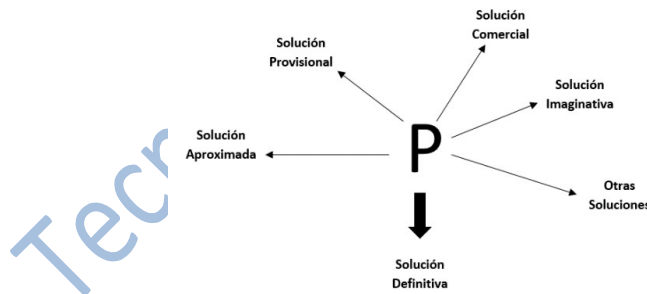 Solución
Comercial
Solución
Provisional
Solución
Imaginativa
Solución
Aproximada
P
Otras
Soluciones
Solución
Definitiva